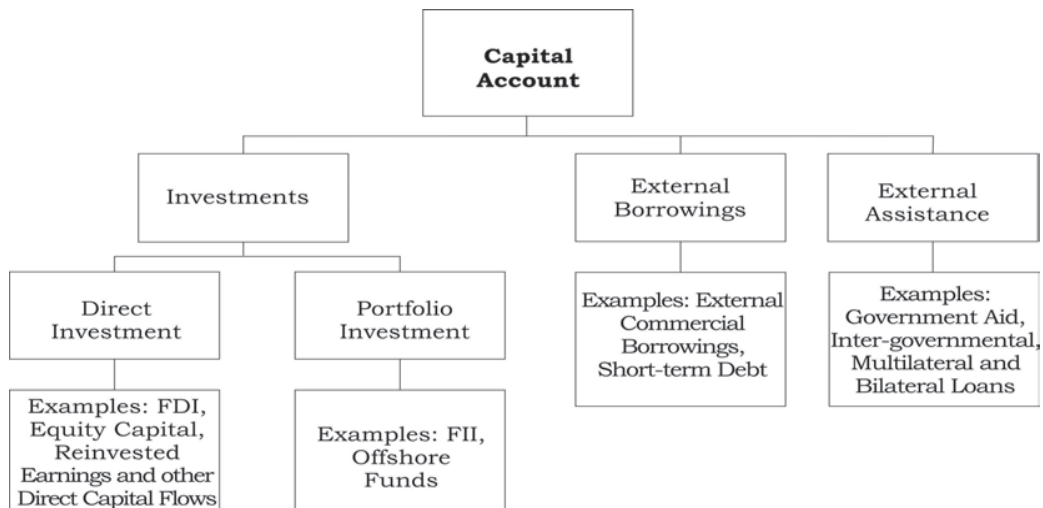 Capital
Account
Investments
External
Borrowings
External
Assistance
Direct
Investment
Portfolio
Investment
Examples: External
Commercial
Borrowings,
Short-term Debt
Examples:
Government Aid,
Inter-governmental,
Multilateral and
Bilateral Loans
Examples: FDI,
Equity Capital,
Reinvested
Earnings and other
Direct Capital Flows
Examples: FII,
Offshore
Funds